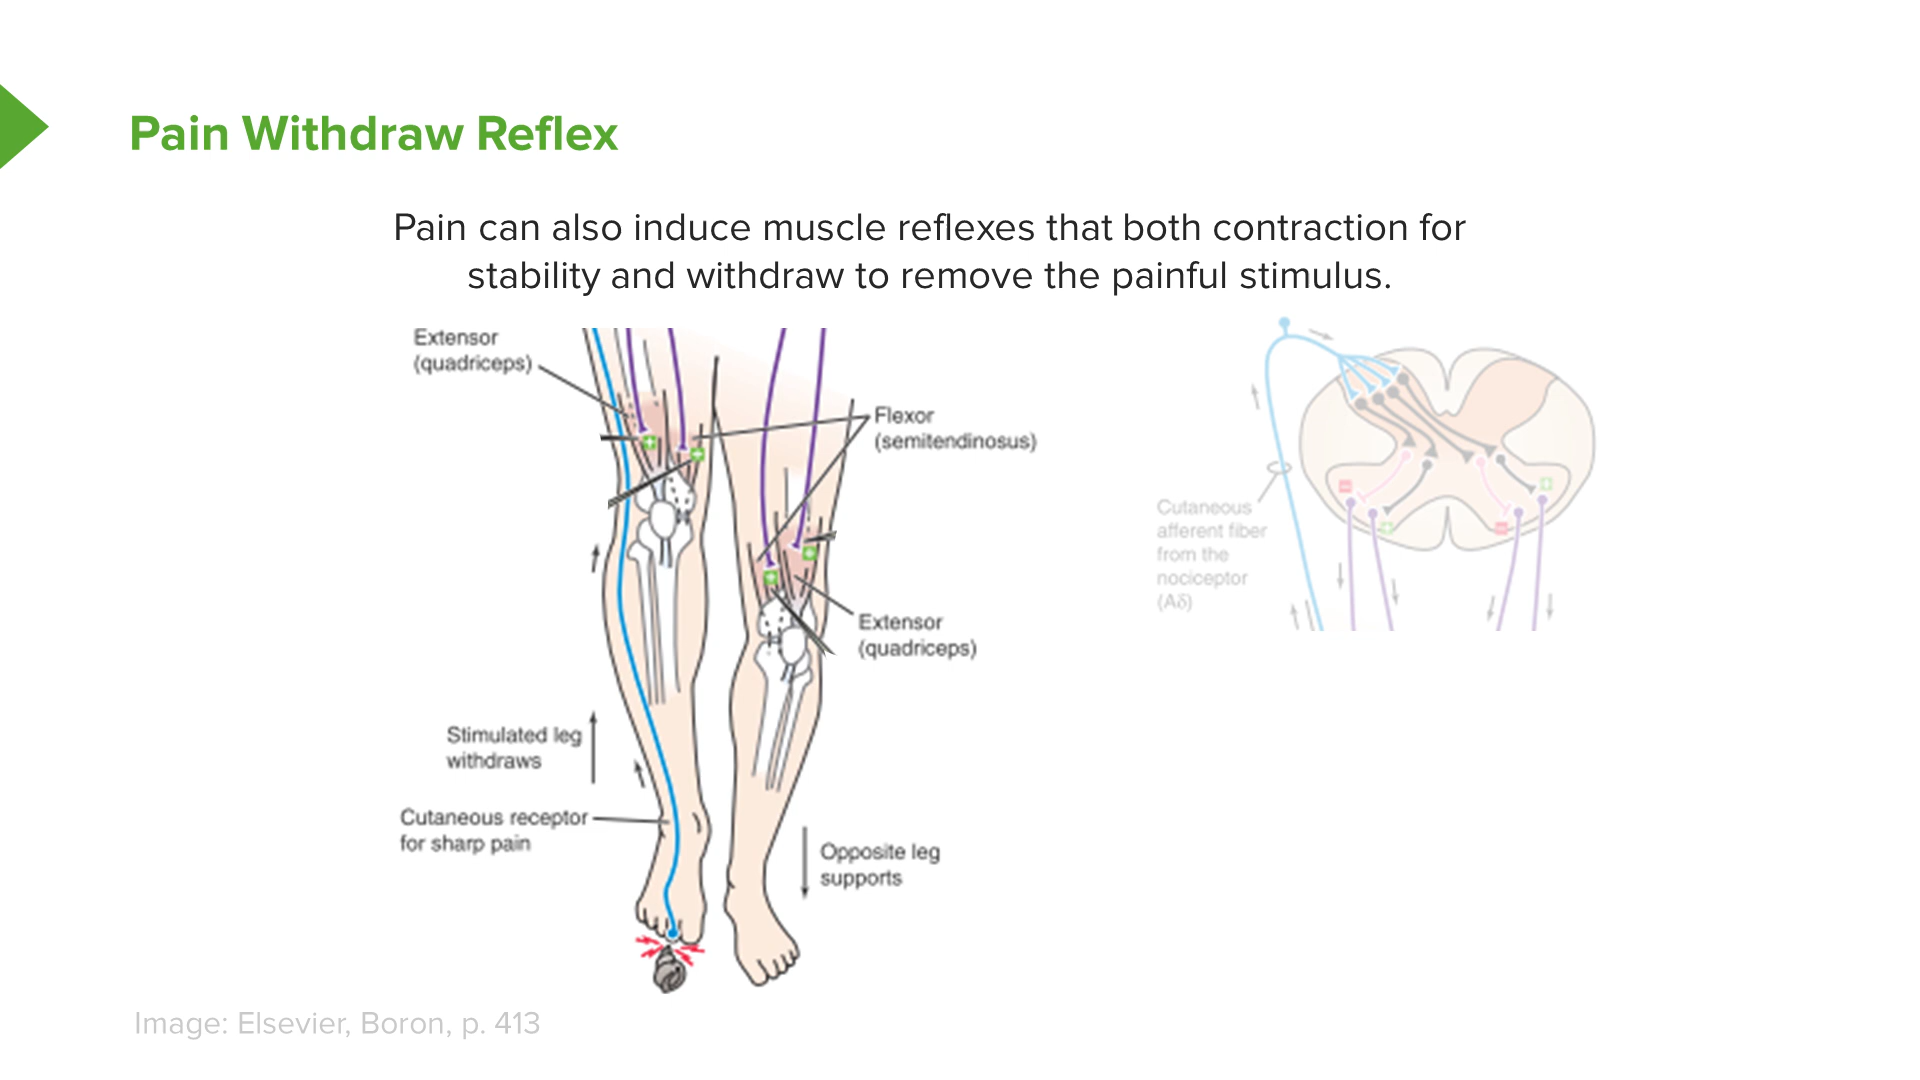 Pain Withdraw Reflex
Pain can also induce muscle reflexes that both contraction for
stability and withdraw to remove the painful stimulus.
Extensor
(quadriceps)
Flexor
(semitendinosus)
Extensor
(quadriceps)
Stimulated leg
withdraws
Cutaneous receptor
for sharp pain
Opposite leg
supports
Cutaneous
afferent fiber
from the
nociceptor
(Aδ)
Image: Elsevier, Boron, p. 413